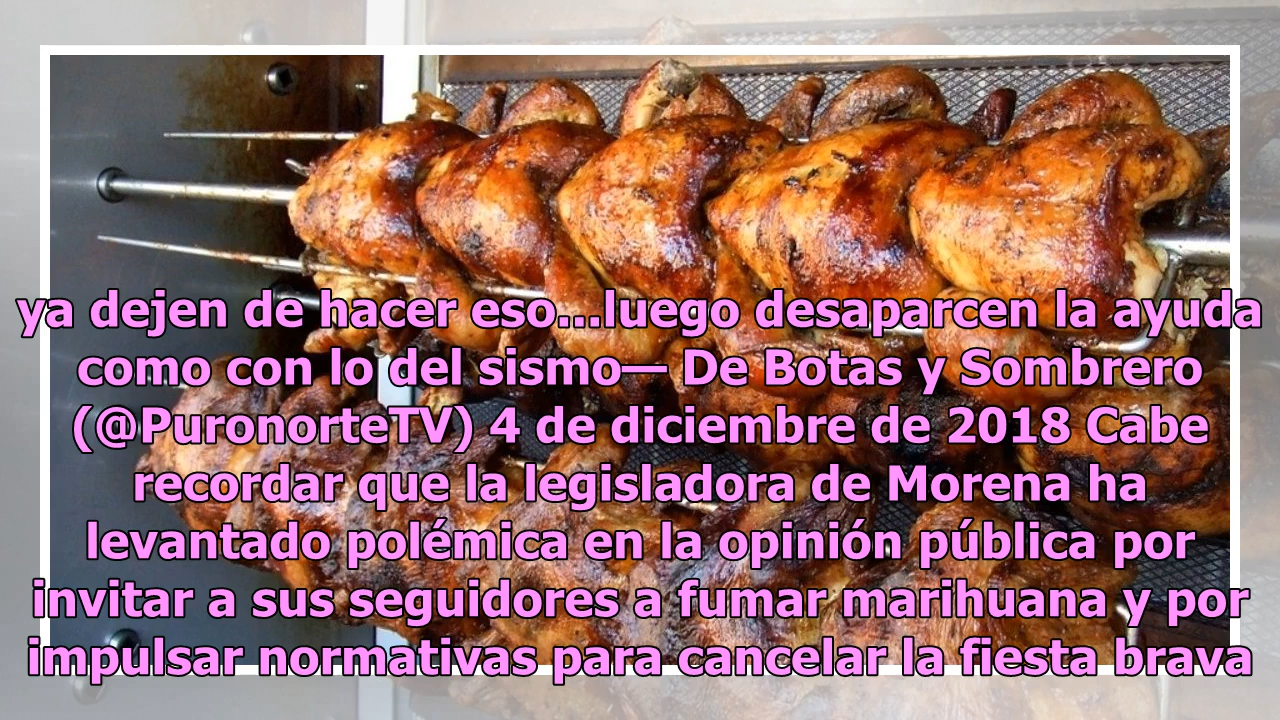 ya dejen de hacer eso...luego desaparcen la ayuda
como con lo del sismo— De Botas y Sombrero
(@PuronorteTV) 4 de diciembre de 2018 Cabe
recordar que la legisladora de Morena ha
levantado polémica en la opinión pública por
invitar a sus seguidores a fumar marihuana y por
impulsar normativas para cancelar la fiesta brava